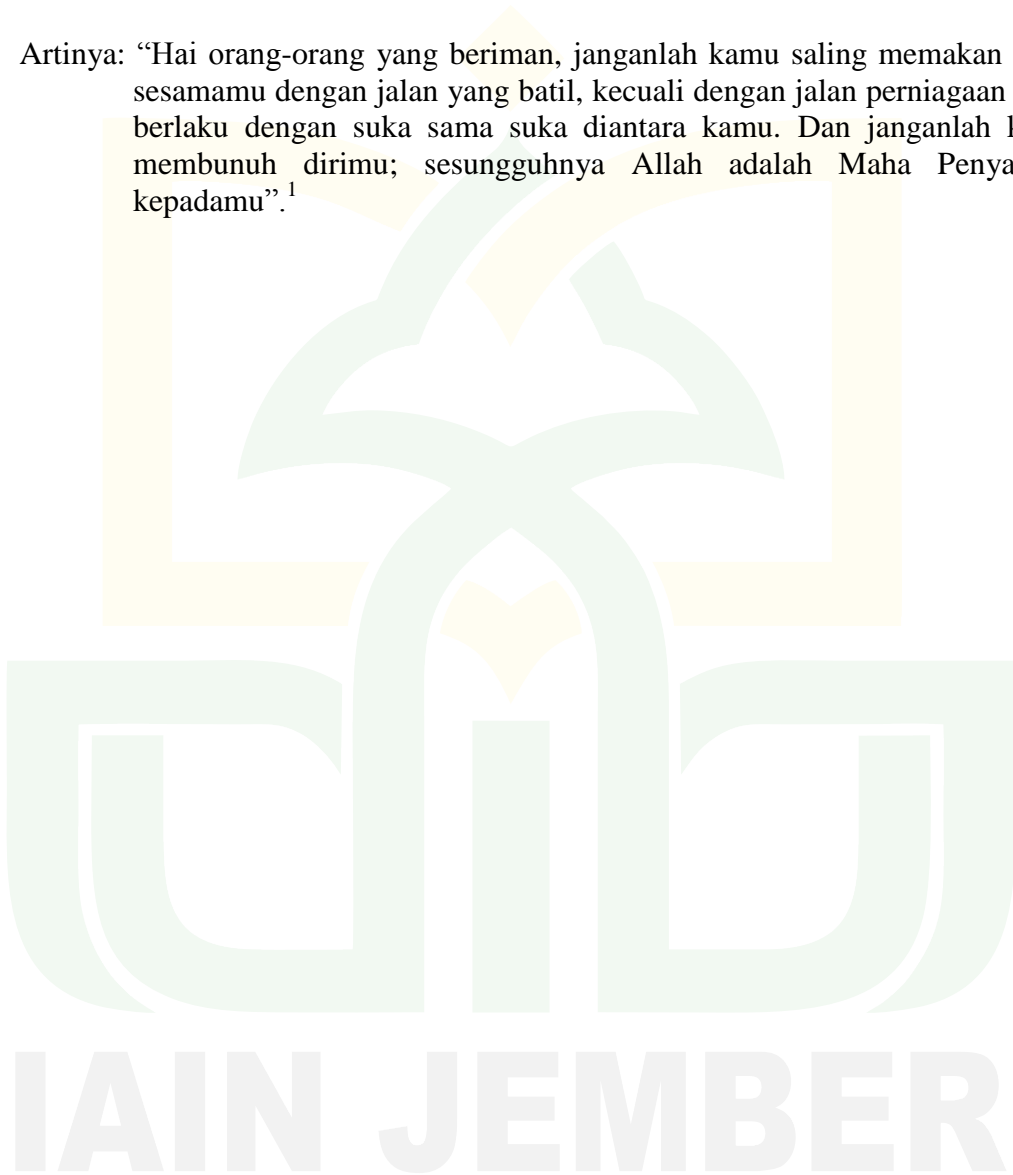 Artinya: “Hai orang-orang yang beriman, janganlah kamu saling memakan
sesamamu dengan jalan yang batil, kecuali dengan jalan perniagaan
berlaku dengan suka sama suka diantara kamu. Dan janganlah
membunuh dirimu; sesungguhnya Allah adalah Maha
kepadamu”.1
IAIN JEMBER